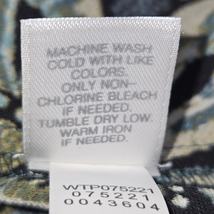 MACHINE WASH
COLD WITH LIKE
COLORS.
ONLY NON-
CHLORINE BLEACH
IF NEEDED.
TUMBLE DRY LOW.
WARM IRON
IF NEEDED.
WTP075221
075221
0043604